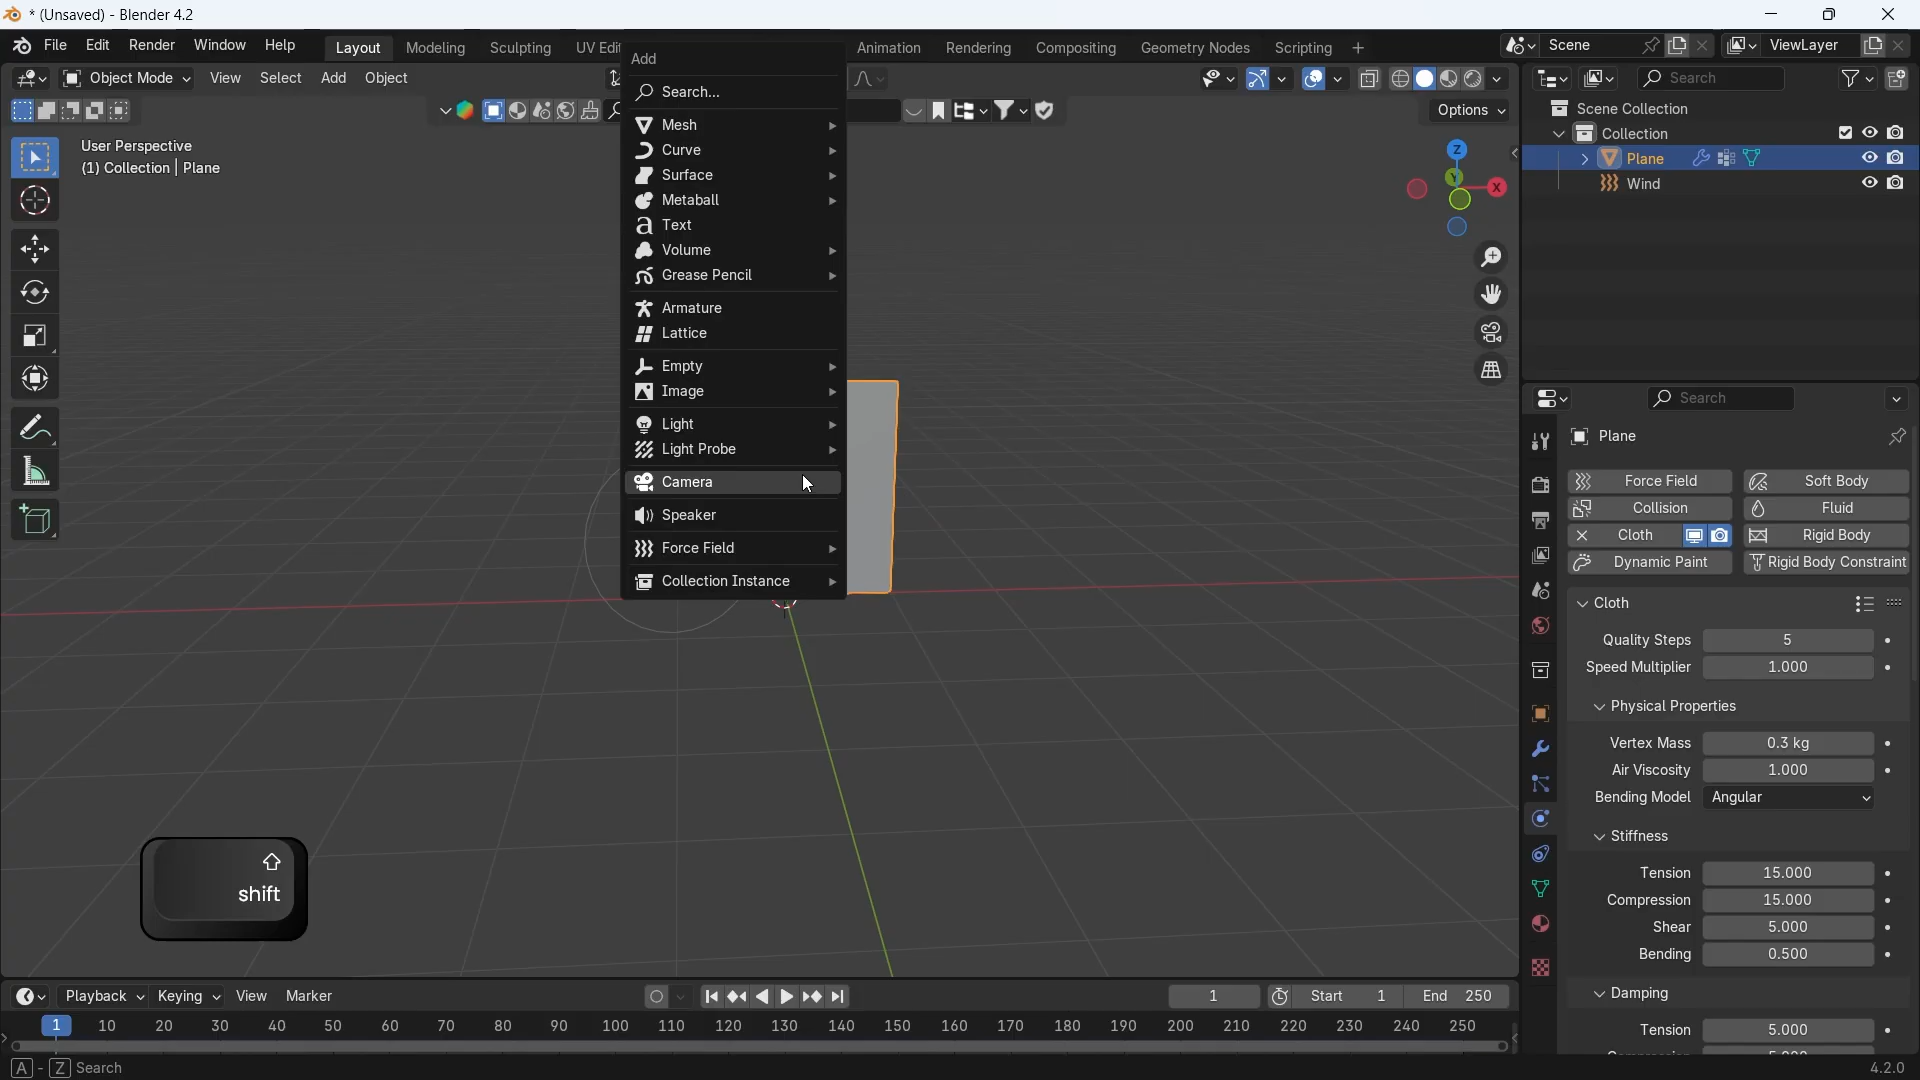 * (Unsaved) - Blender 4.2
File Edit Render Window Help Layout Modeling Sculpting UV Edit Animation Rendering Compositing Geometry Nodes Scripting + Scene ViewLayer
Object Mode View Select Add Object Search
Options
User Perspective
(1) Collection | Plane
Z
Y
X
Add
Search...
Mesh
Curve
Surface
Metaball
Text
Volume
Grease Pencil
Armature
Lattice
Empty
Image
Light
Light Probe
Camera
Speaker
Force Field
Collection Instance
Scene Collection
Collection
Plane
Wind
Search
Plane
Force Field Soft Body
Collision Fluid
Cloth Rigid Body
Dynamic Paint Rigid Body Constraint
Cloth
Quality Steps 5
Speed Multiplier 1.000
Physical Properties
Vertex Mass 0.3 kg
Air Viscosity 1.000
Bending Model Angular
Stiffness
Tension 15.000
Compression 15.000
Shear 5.000
Bending 0.500
Damping
Tension 5.000
shift
Playback Keying View Marker 1 Start 1 End 250
1 10 20 30 40 50 60 70 80 90 100 110 120 130 140 150 160 170 180 190 200 210 220 230 240 250
A - Z Search 4.2.0